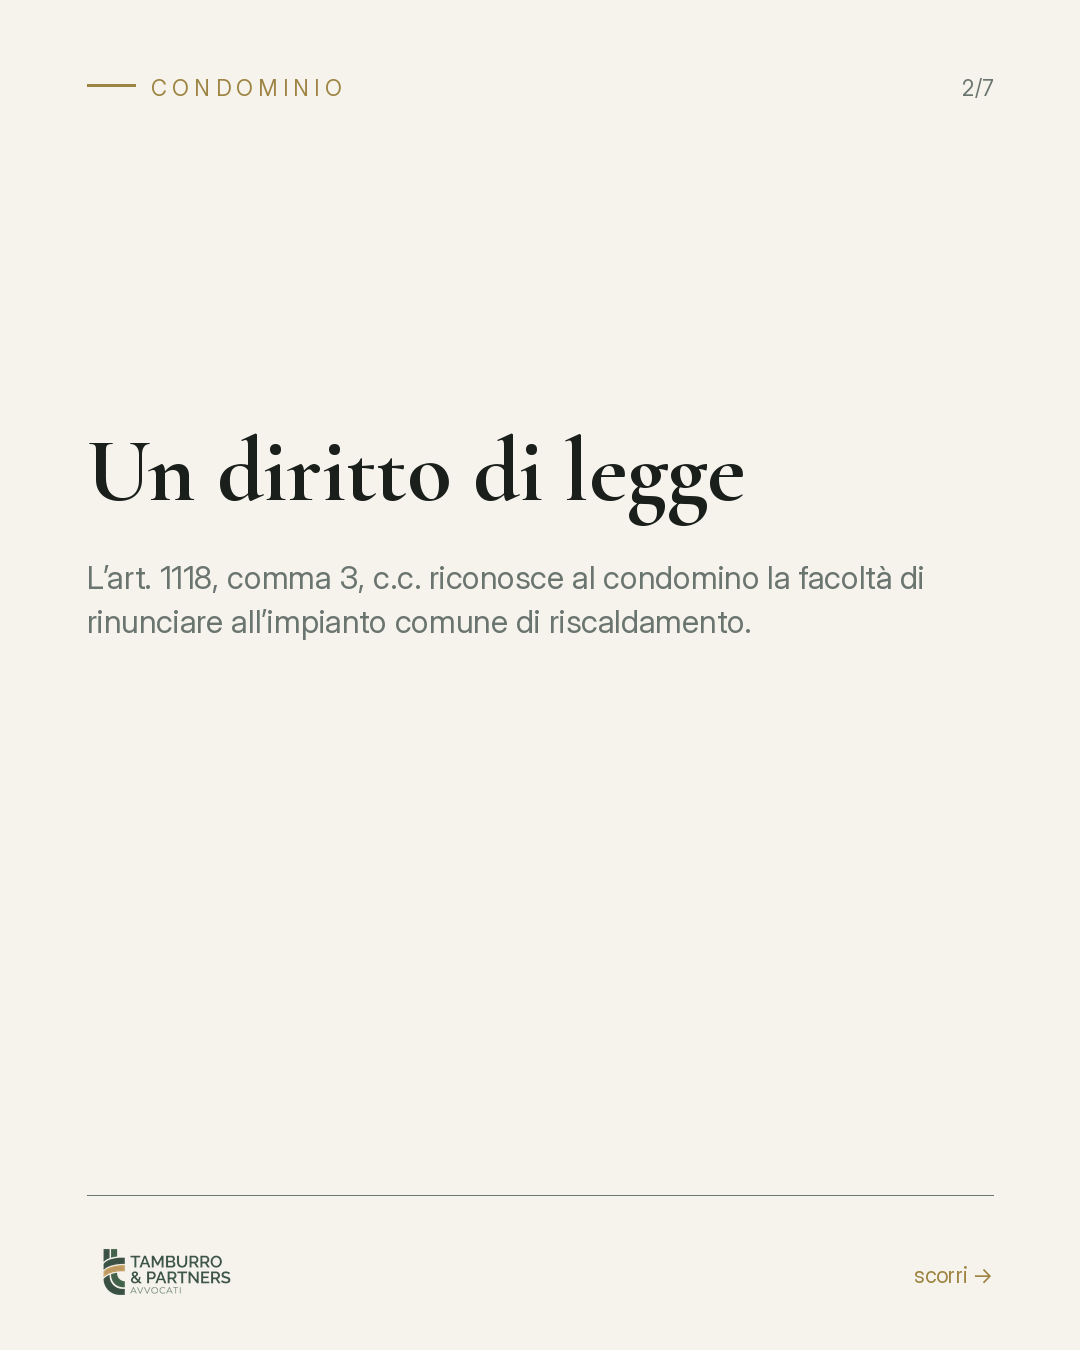 CONDOMINIO
2/7
Un diritto di legge
L’art. 1118, comma 3, c.c. riconosce al condomino la facoltà di
rinunciare all’impianto comune di riscaldamento.
TAMBURRO
& PARTNERS
AVVOCATI
scorri →